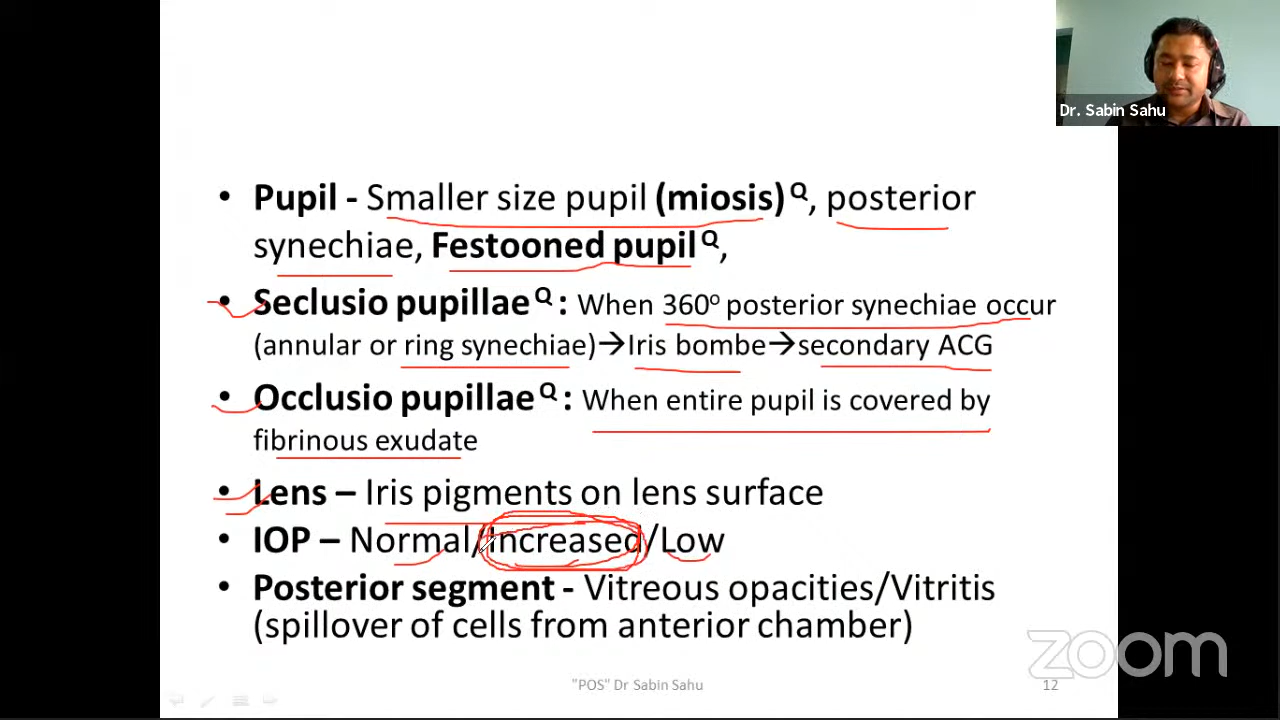 Dr. Sabin Sahu
• Pupil - Smaller size pupil (miosis)Q, posterior
synechiae, Festooned pupilQ,
• Seclusio pupillaeQ: When 360o posterior synechiae occur
(annular or ring synechiae)→Iris bombe→secondary ACG
• Occlusio pupillaeQ: When entire pupil is covered by
fibrinous exudate
• Lens – Iris pigments on lens surface
• IOP – Normal/Increased/Low
• Posterior segment - Vitreous opacities/Vitritis
(spillover of cells from anterior chamber)
zoom
"POS" Dr Sabin Sahu
12